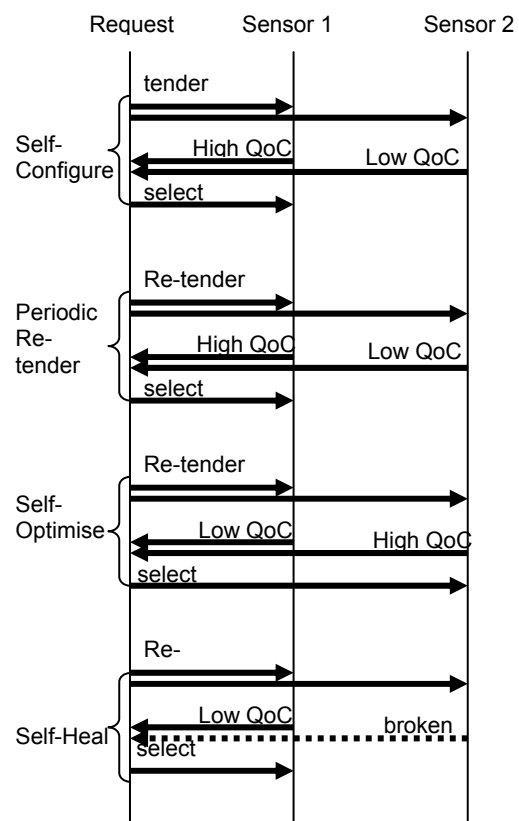 Request Sensor 1 Sensor 2
tender
High QoC
Low QoC
Self-
Configure
select
Re-tender
Periodic
Re-
tender
High QoC
Low QoC
select
Re-tender
Self-
Optimise
Low QoC
High QoC
select
Re-
Low QoC
broken
Self-Heal
select